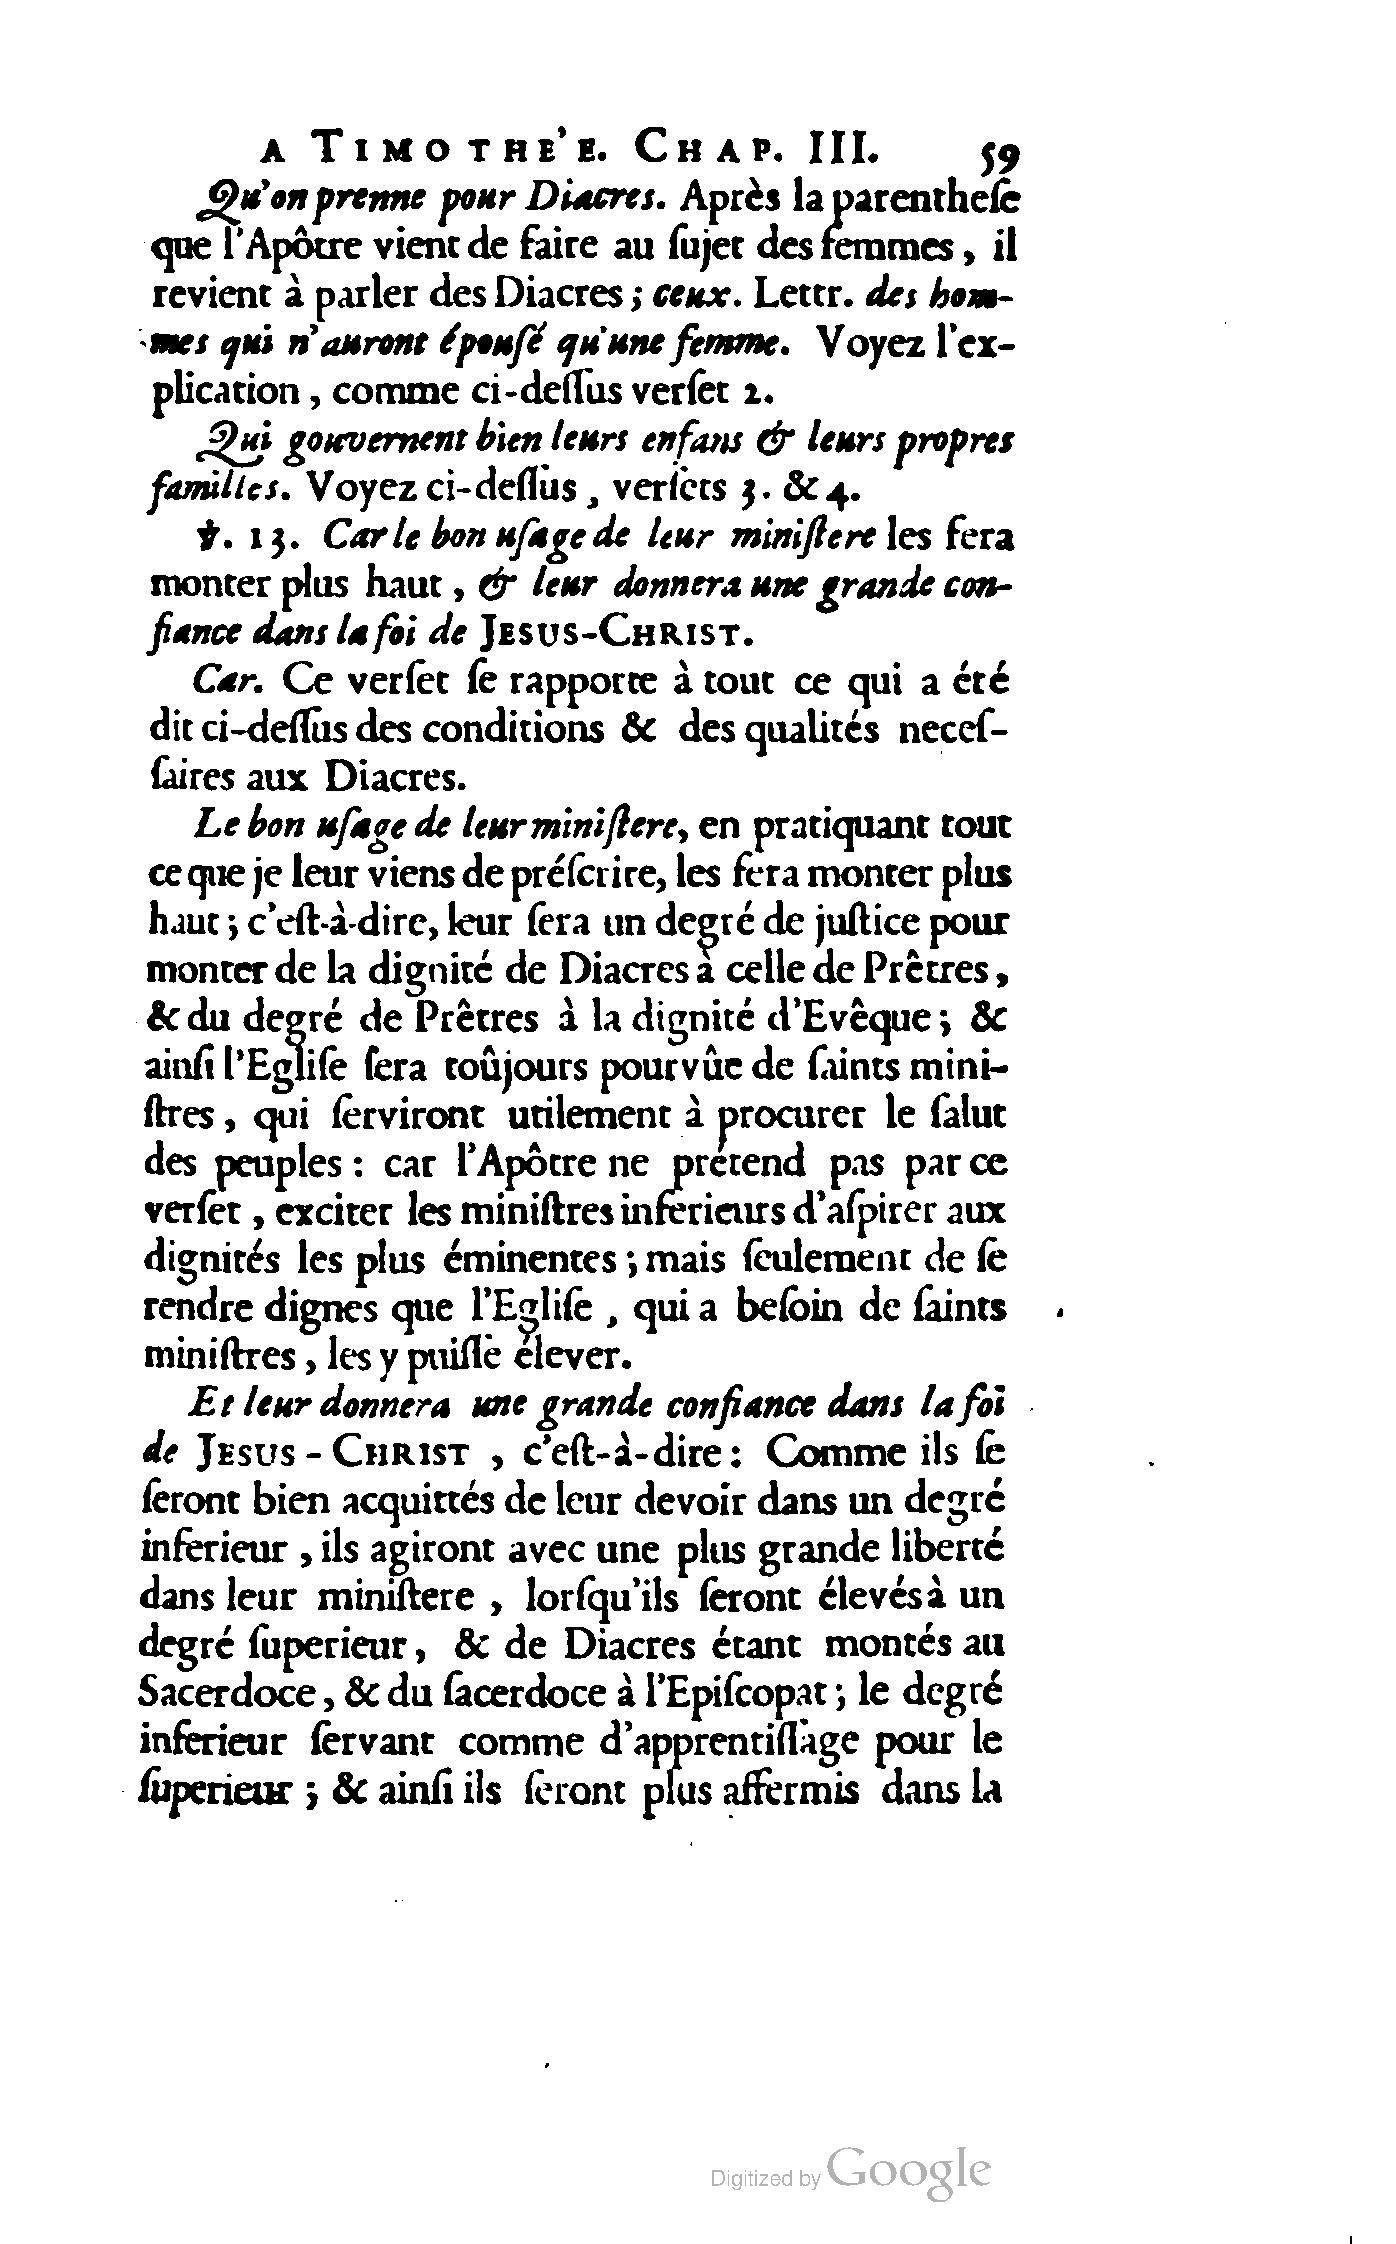 A TIMOTHE'E. CHAP. III. 59
Qu'on prenne pour Diacres. Après la parentheſe
que l'Apôtre vient de faire au ſujet des femmes, il
revient à parler des Diacres; ceux. Lettr. des hom-
mes qui n'auront épouſé qu'une femme. Voyez l'ex-
plication, comme ci-deſſus verſet 2.
Qui gouvernent bien leurs enfans & leurs propres
familles. Voyez ci-deſſus, verſets 3. & 4.
℣. 13. Car le bon uſage de leur miniſtere les fera
monter plus haut, & leur donnera une grande con-
fiance dans la foi de JESUS-CHRIST.
Car. Ce verſet ſe rapporte à tout ce qui a été
dit ci-deſſus des conditions & des qualités neceſ-
ſaires aux Diacres.
Le bon uſage de leur miniſtere, en pratiquant tout
ce que je leur viens de préſcrire, les fera monter plus
haut; c'eſt-à-dire, leur ſera un degré de juſtice pour
monter de la dignité de Diacres à celle de Prêtres,
& du degré de Prêtres à la dignité d'Evêque; &
ainſi l'Egliſe ſera toûjours pourvûe de ſaints mini-
ſtres, qui ſerviront utilement à procurer le ſalut
des peuples: car l'Apôtre ne prétend pas par ce
verſet, exciter les miniſtres inferieurs d'aſpirer aux
dignités les plus éminentes; mais ſeulement de ſe
rendre dignes que l'Egliſe, qui a beſoin de ſaints
miniſtres, les y puiſſe élever.
Et leur donnera une grande confiance dans la foi
de JESUS-CHRIST, c'eſt-à-dire: Comme ils ſe
ſeront bien acquittés de leur devoir dans un degré
inferieur, ils agiront avec une plus grande liberté
dans leur miniſtere, lorſqu'ils ſeront élevés à un
degré ſuperieur, & de Diacres étant montés au
Sacerdoce, & du ſacerdoce à l'Epiſcopat; le degré
inferieur ſervant comme d'apprentiſſage pour le
ſuperieur; & ainſi ils ſeront plus affermis dans la
Digitized by Google